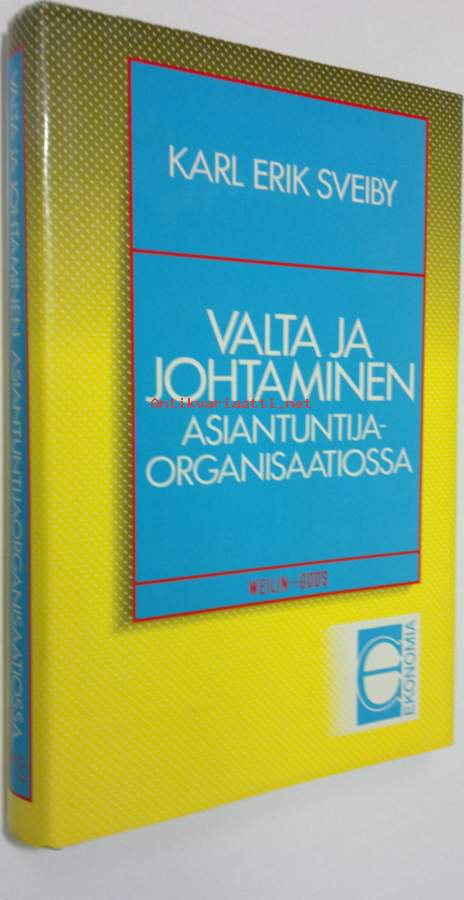 KARL ERIK SVEIBY
VALTA JA
JOHTAMINEN
Antikvariaatti.net
ASIANTUNTIJA-
ORGANISAATIOSSA
WEILIN+GÖÖS
EKONOMIA
VALTA JA JOHTAMINEN ASIANTUNTIJAORGANISAATIOSSA